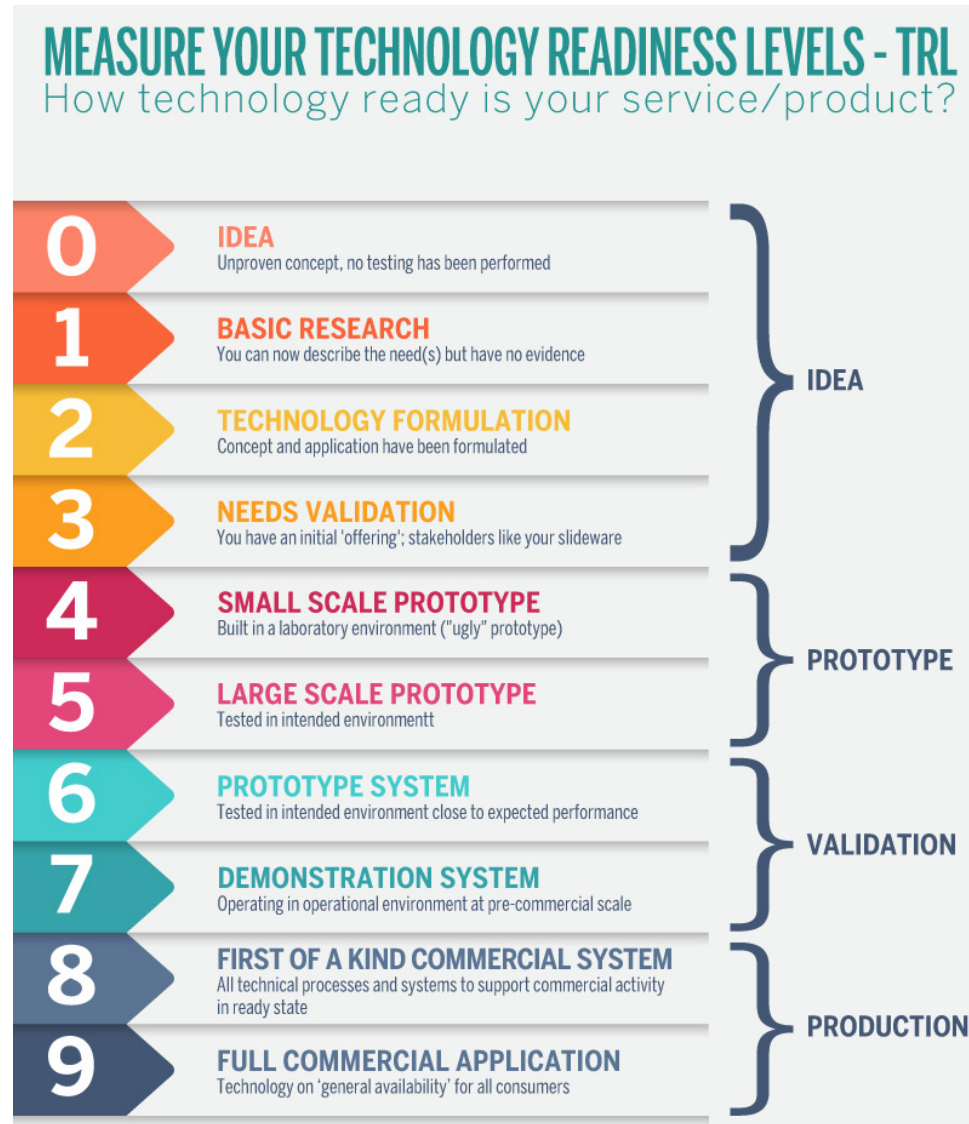 MEASURE YOUR TECHNOLOGY READINESS LEVELS - TRL
How technology ready is your service/product?
0
IDEA
Unproven concept, no testing has been performed
1
BASIC RESEARCH
You can now describe the need(s) but have no evidence
2
TECHNOLOGY FORMULATION
Concept and application have been formulated
3
NEEDS VALIDATION
You have an initial 'offering'; stakeholders like your slideware
IDEA
4
SMALL SCALE PROTOTYPE
Built in a laboratory environment ("ugly" prototype)
5
LARGE SCALE PROTOTYPE
Tested in intended environmentt
PROTOTYPE
6
PROTOTYPE SYSTEM
Tested in intended environment close to expected performance
7
DEMONSTRATION SYSTEM
Operating in operational environment at pre-commercial scale
VALIDATION
8
FIRST OF A KIND COMMERCIAL SYSTEM
All technical processes and systems to support commercial activity
in ready state
9
FULL COMMERCIAL APPLICATION
Technology on ‘general availability’ for all consumers
PRODUCTION